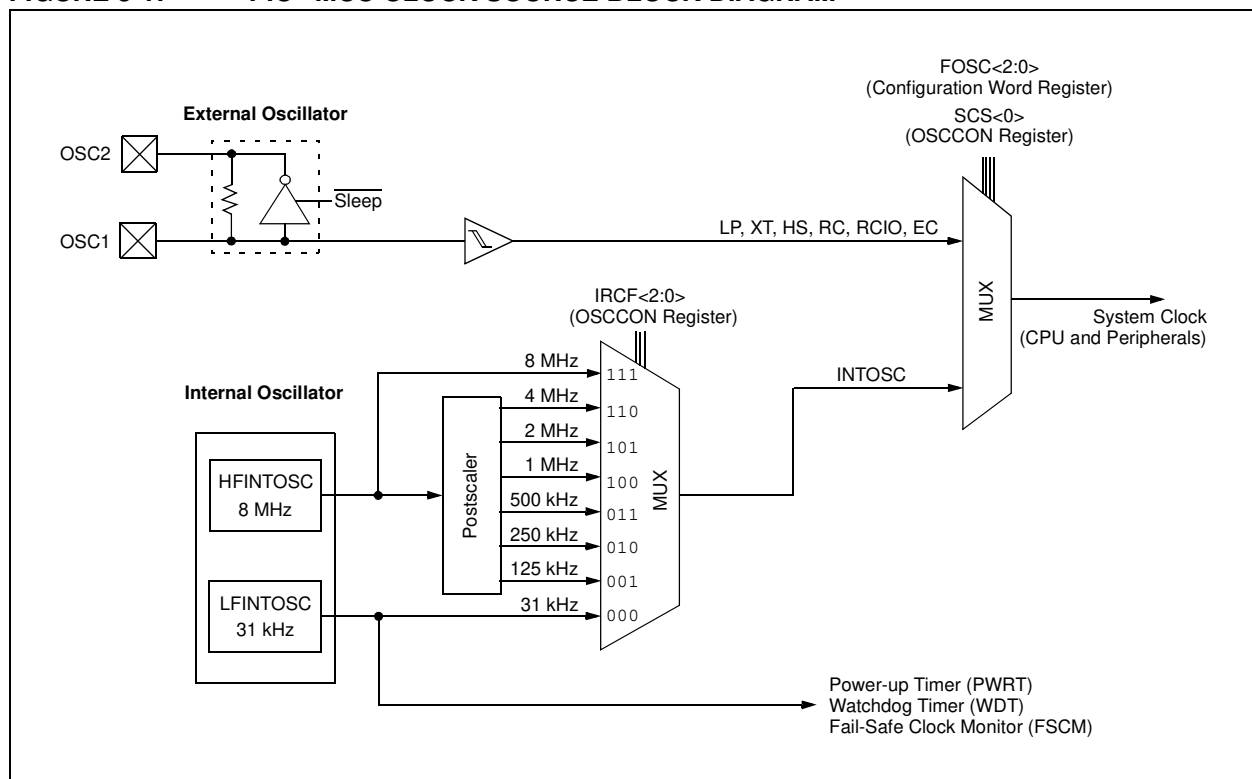 FOSC<2:0>
(Configuration Word Register)
SCS<0>
(OSCCON Register)
External Oscillator
OSC2
Sleep
OSC1
LP, XT, HS, RC, RCIO, EC
MUX
System Clock
(CPU and Peripherals)
IRCF<2:0>
(OSCCON Register)
INTOSC
Internal Oscillator
HFINTOSC
8 MHz
LFINTOSC
31 kHz
Postscaler
8 MHz
4 MHz
2 MHz
1 MHz
500 kHz
250 kHz
125 kHz
31 kHz
111
110
101
100
011
010
001
000
MUX
Power-up Timer (PWRT)
Watchdog Timer (WDT)
Fail-Safe Clock Monitor (FSCM)